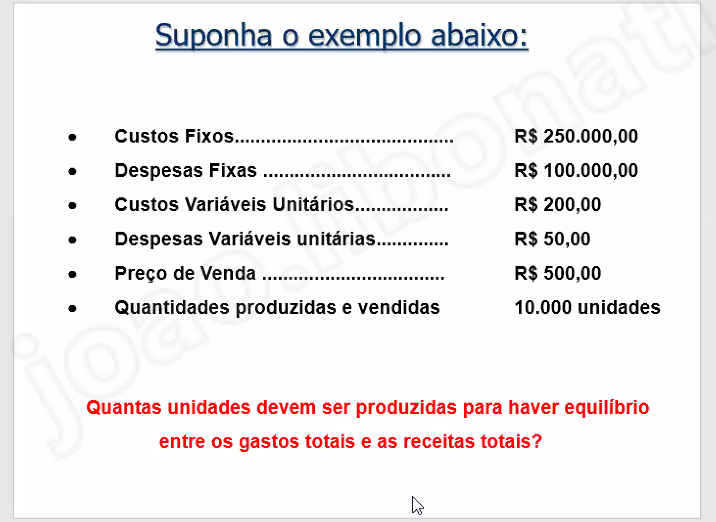 Suponha o exemplo abaixo:
• Custos Fixos.......................................... R$ 250.000,00
• Despesas Fixas .................................... R$ 100.000,00
• Custos Variáveis Unitários.................. R$ 200,00
• Despesas Variáveis unitárias.............. R$ 50,00
• Preço de Venda ................................... R$ 500,00
• Quantidades produzidas e vendidas 10.000 unidades
Quantas unidades devem ser produzidas para haver equilíbrio
entre os gastos totais e as receitas totais?
joao.libonati